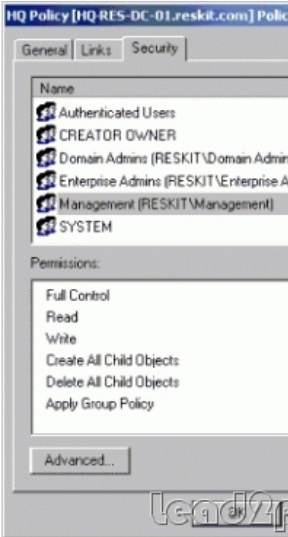 HQ Policy [HQ-RES-DC-01.reskit.com] Polic
General Links Security
Name
Authenticated Users
CREATOR OWNER
Domain Admins (RESKIT\Domain Admin
Enterprise Admins (RESKIT\Enterprise A
Management (RESKIT\Management)
SYSTEM
Permissions:
Full Control
Read
Write
Create All Child Objects
Delete All Child Objects
Apply Group Policy
Advanced...
OK
Lead2p